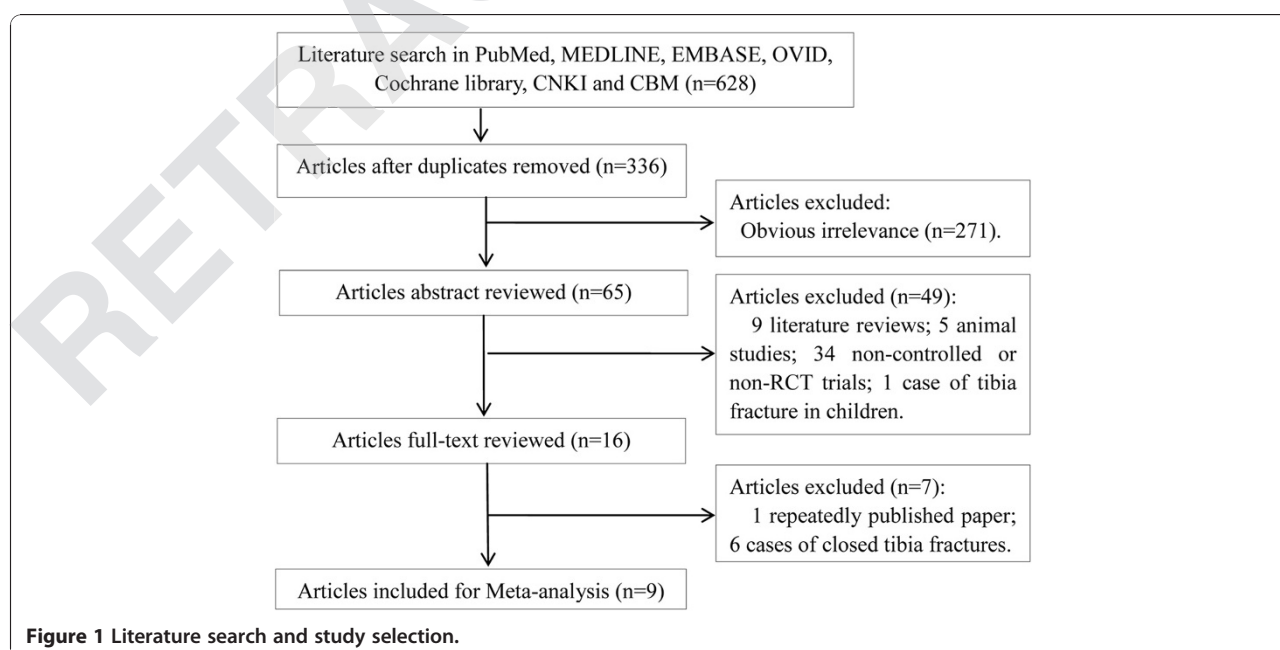 Literature search in PubMed, MEDLINE, EMBASE, OVID,
Cochrane library, CNKI and CBM (n=628)
Articles after duplicates removed (n=336)
Articles excluded:
Obvious irrelevance (n=271).
Articles abstract reviewed (n=65)
Articles excluded (n=49):
9 literature reviews; 5 animal
studies; 34 non-controlled or
non-RCT trials; 1 case of tibia
fracture in children.
Articles full-text reviewed (n=16)
Articles excluded (n=7):
1 repeatedly published paper;
6 cases of closed tibia fractures.
Articles included for Meta-analysis (n=9)
Figure 1 Literature search and study selection.
RETRA